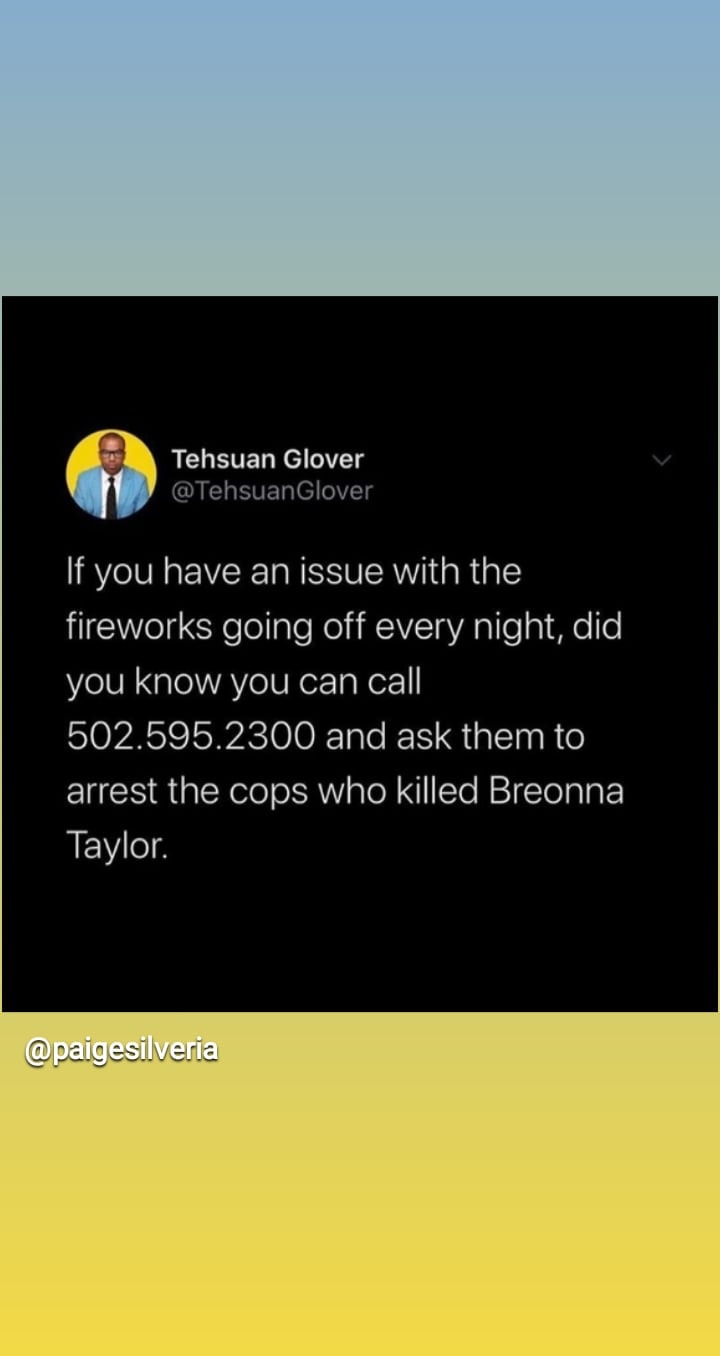 Tehsuan Glover
@TehsuanGlover
If you have an issue with the
fireworks going off every night, did
you know you can call
502.595.2300 and ask them to
arrest the cops who killed Breonna
Taylor.
@paigesilveria